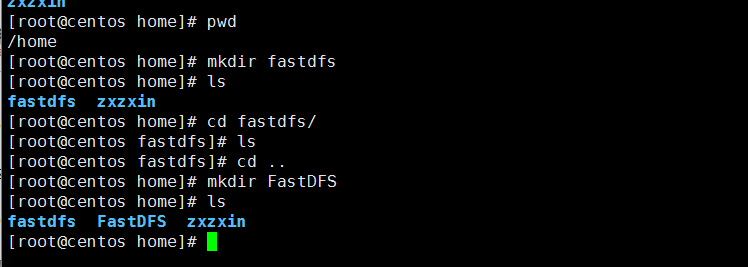 zxzxin
[root@centos home]# pwd
/home
[root@centos home]# mkdir fastdfs
[root@centos home]# ls
fastdfs  zxzxin
[root@centos home]# cd fastdfs/
[root@centos fastdfs]# ls
[root@centos fastdfs]# cd ..
[root@centos home]# mkdir FastDFS
[root@centos home]# ls
fastdfs  FastDFS  zxzxin
[root@centos home]#